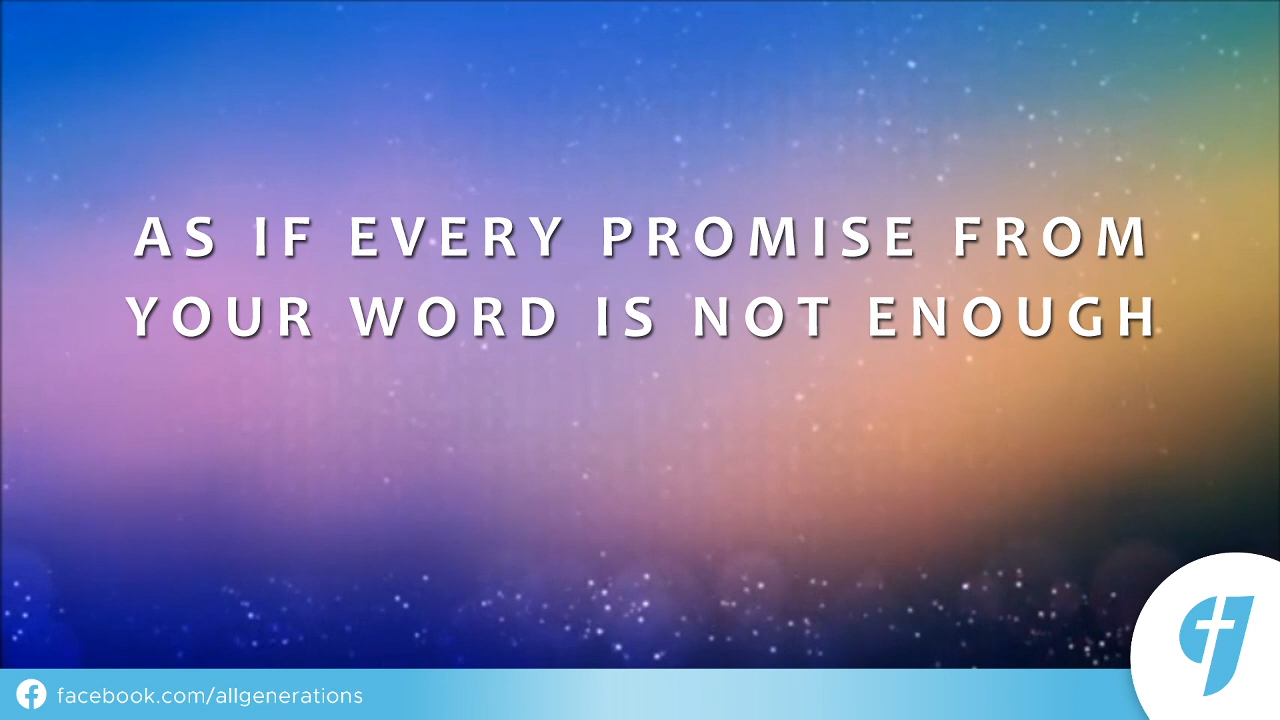 AS IF EVERY PROMISE FROM
YOUR WORD IS NOT ENOUGH
facebook.com/allgenerations